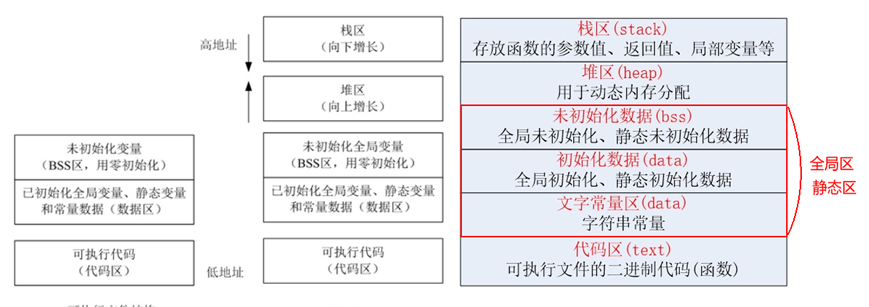 高地址
栈区
(向下增长)
堆区
(向上增长)
未初始化变量
(BSS区，用零初始化)
已初始化全局变量、静态变量
和常量数据（数据区）
可执行代码
(代码区)
未初始化全局变量
(BSS区，用零初始化)
已初始化全局变量、静态变量
和常量数据（数据区）
可执行代码
(代码区)
低地址
栈区(stack)
存放函数的参数值、返回值、局部变量等
堆区(heap)
用于动态内存分配
未初始化数据(bss)
全局未初始化、静态未初始化数据
初始化数据(data)
全局初始化、静态初始化数据
文字常量区(data)
字符串常量
代码区(text)
可执行文件的二进制代码(函数)
全局区
静态区